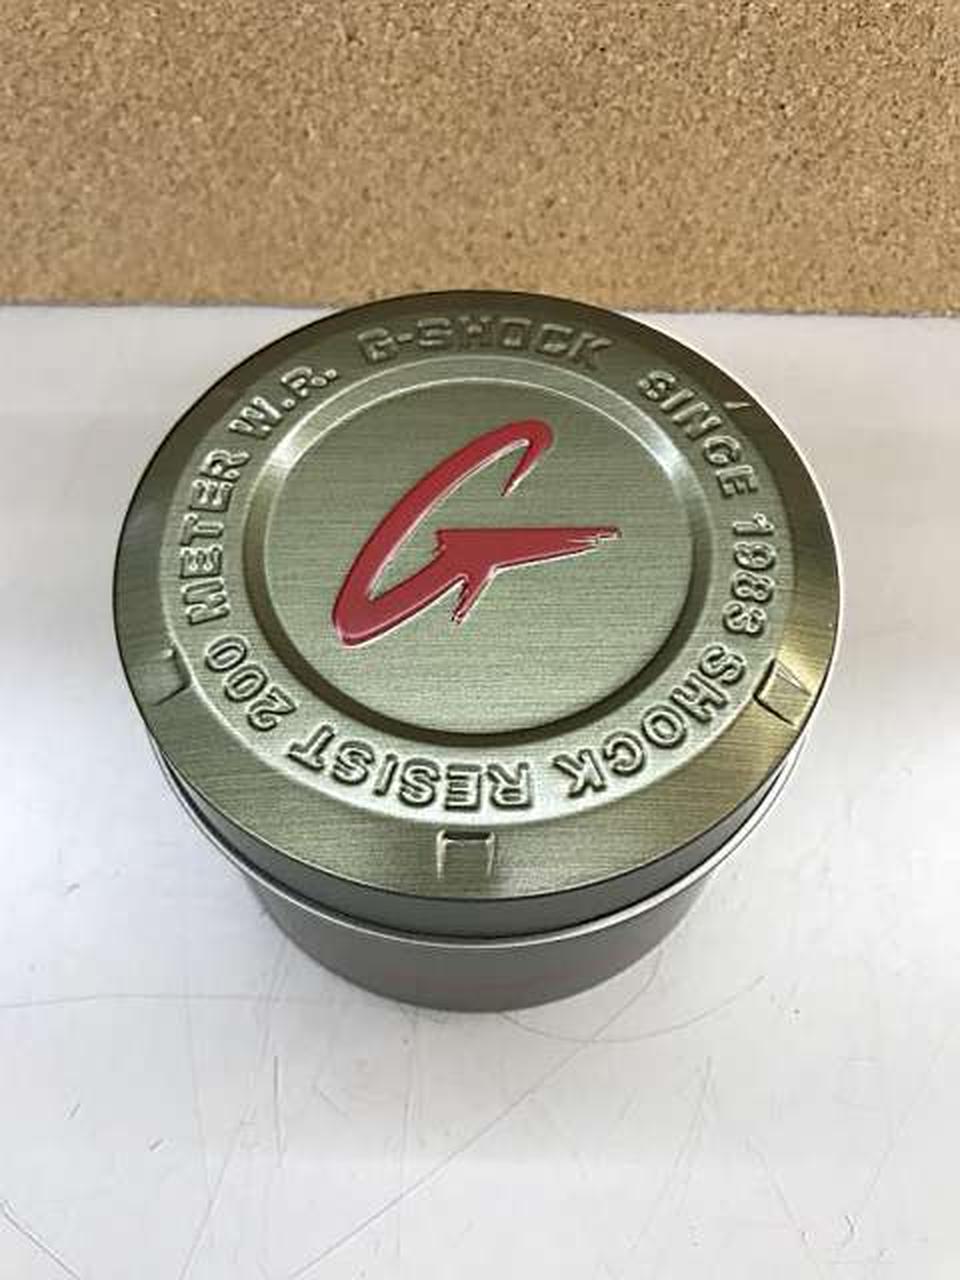 G-SHOCK SINCE 1983 SHOCK RESIST 200 METER W.R.
G